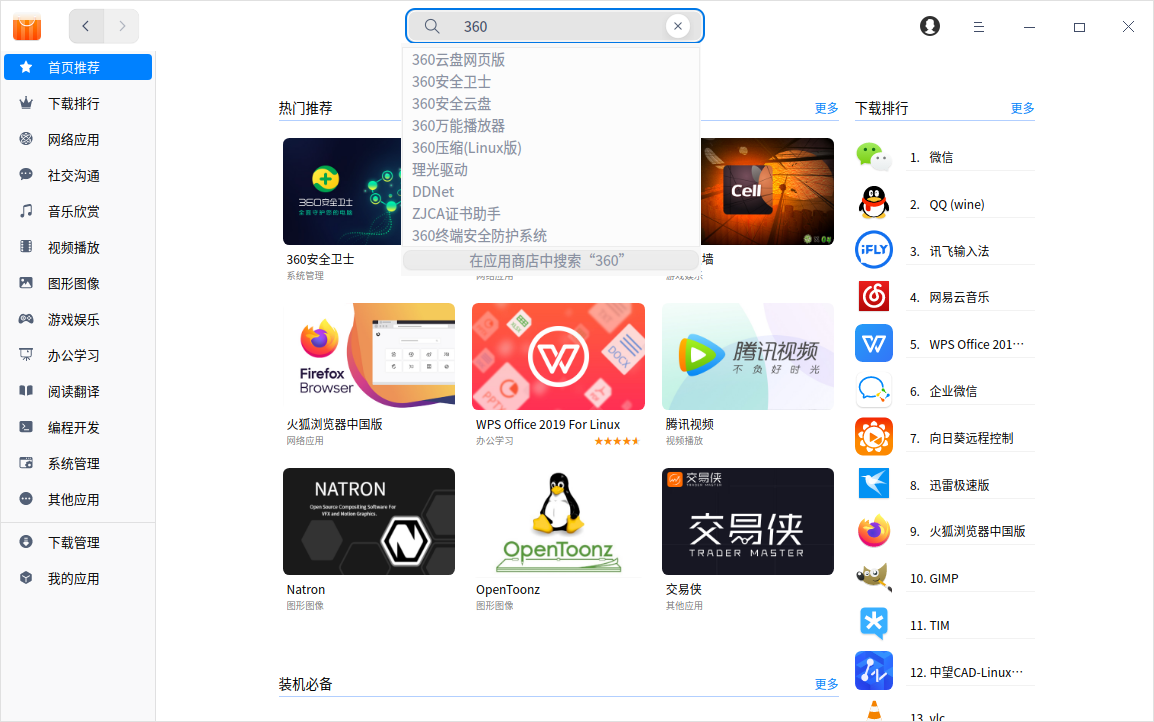 360
360云盘网页版
360安全卫士
360安全云盘
360万能播放器
360压缩(Linux版)
理光驱动
DDNet
ZJCA证书助手
360终端安全防护系统
在应用商店中搜索“360”
首页推荐
下载排行
网络应用
社交沟通
音乐欣赏
视频播放
图形图像
游戏娱乐
办公学习
阅读翻译
编程开发
系统管理
其他应用
下载管理
我的应用
热门推荐
更多
360安全卫士
全面守护您的电脑
360安全卫士
系统管理
网络应用
Cell
墙
游戏娱乐
Firefox
Browser
火狐浏览器中国版
网络应用
XLSX
TXT
DOCX
PPTX
WPS Office 2019 For Linux
办公学习
腾讯视频
不负好时光
腾讯视频
视频播放
NATRON
Open Source Compositing Software For
VFX and Motion Graphics.
Natron
图形图像
OpenToonz
OpenToonz
图形图像
交易侠
TRADER MASTER
交易侠
TRADER MASTER
交易侠
其他应用
装机必备
更多
下载排行
更多
1. 微信
2. QQ (wine)
iFLY
3. 讯飞输入法
4. 网易云音乐
5. WPS Office 201…
6. 企业微信
7. 向日葵远程控制
8. 迅雷极速版
9. 火狐浏览器中国版
10. GIMP
11. TIM
12. 中望CAD-Linux…
13. vlc